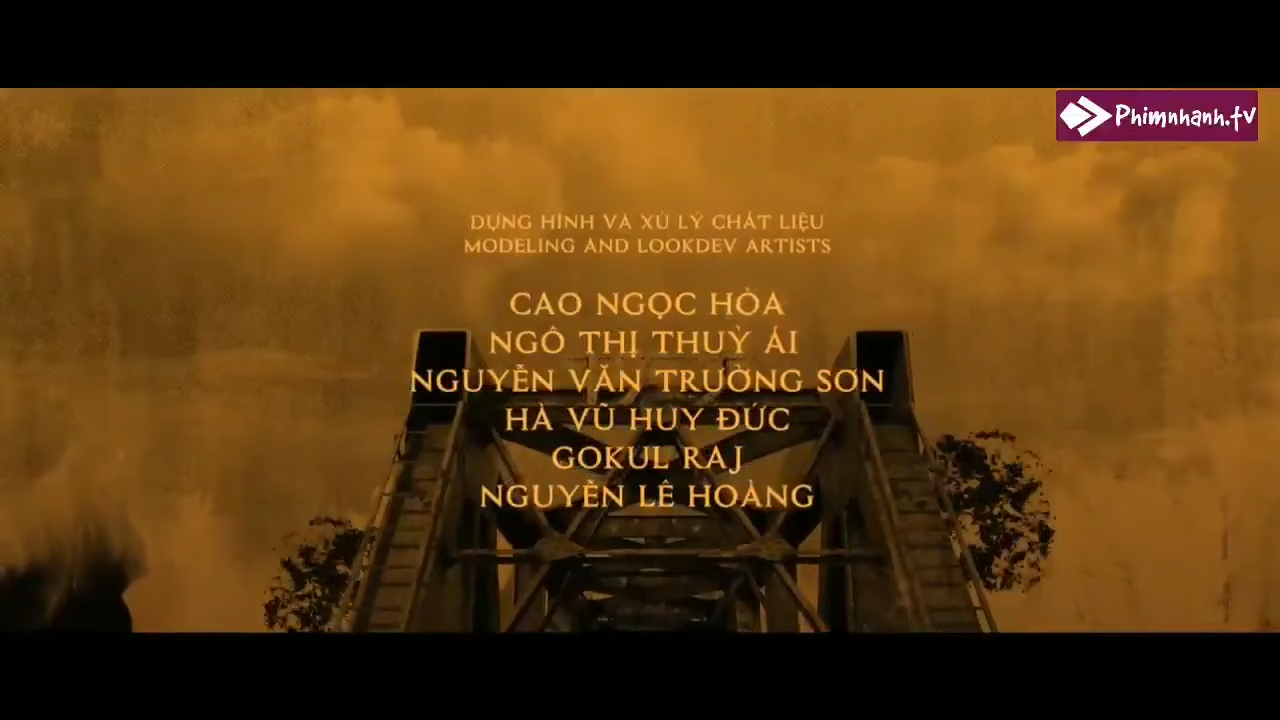 Phimnhanh.tv
DỰNG HÌNH VÀ XỬ LÝ CHẤT LIỆU
MODELING AND LOOKDEV ARTISTS
CAO NGỌC HÒA
NGÔ THỊ THUỲ ÁI
NGUYỄN VĂN TRƯỜNG SƠN
HÀ VŨ HUY ĐỨC
GOKUL RAJ
NGUYỄN LÊ HOÀNG